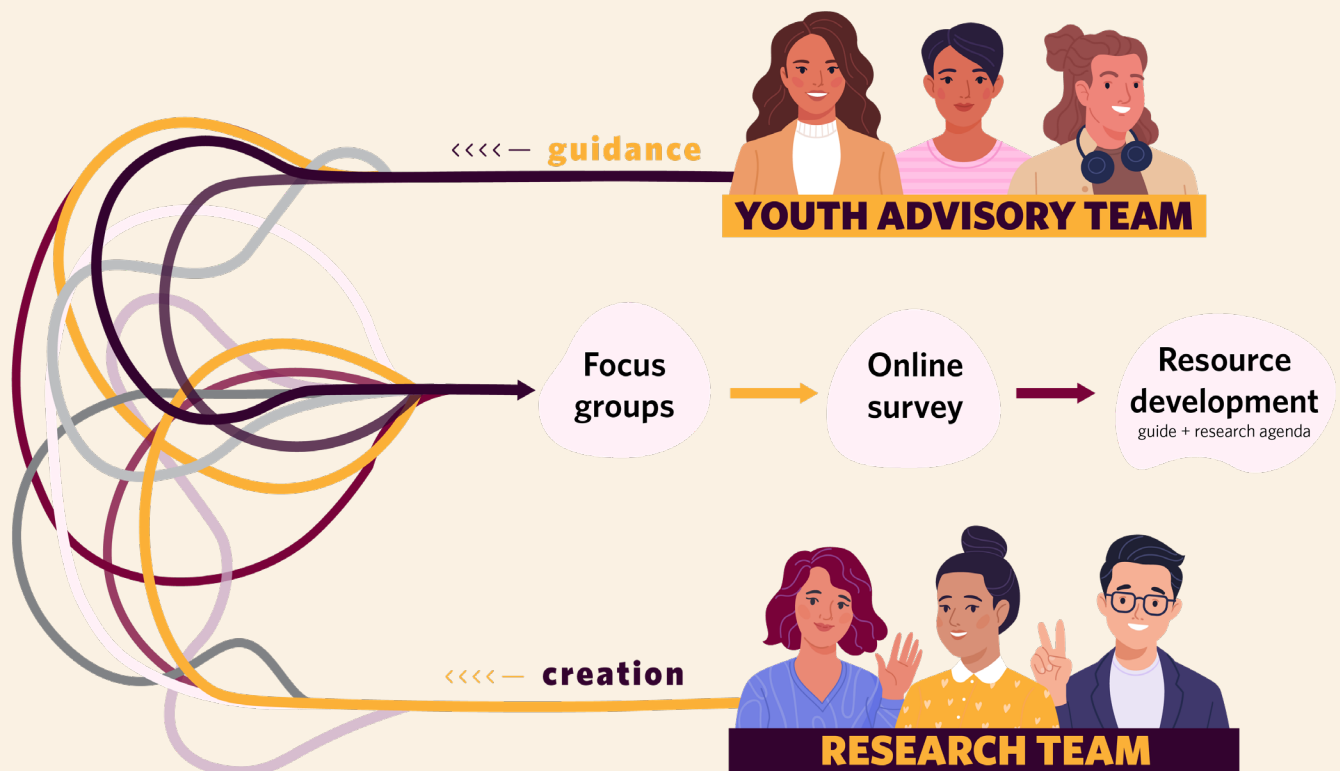 guidance
YOUTH ADVISORY TEAM
Focus
groups
Online
survey
Resource
development
guide + research agenda
creation
RESEARCH TEAM